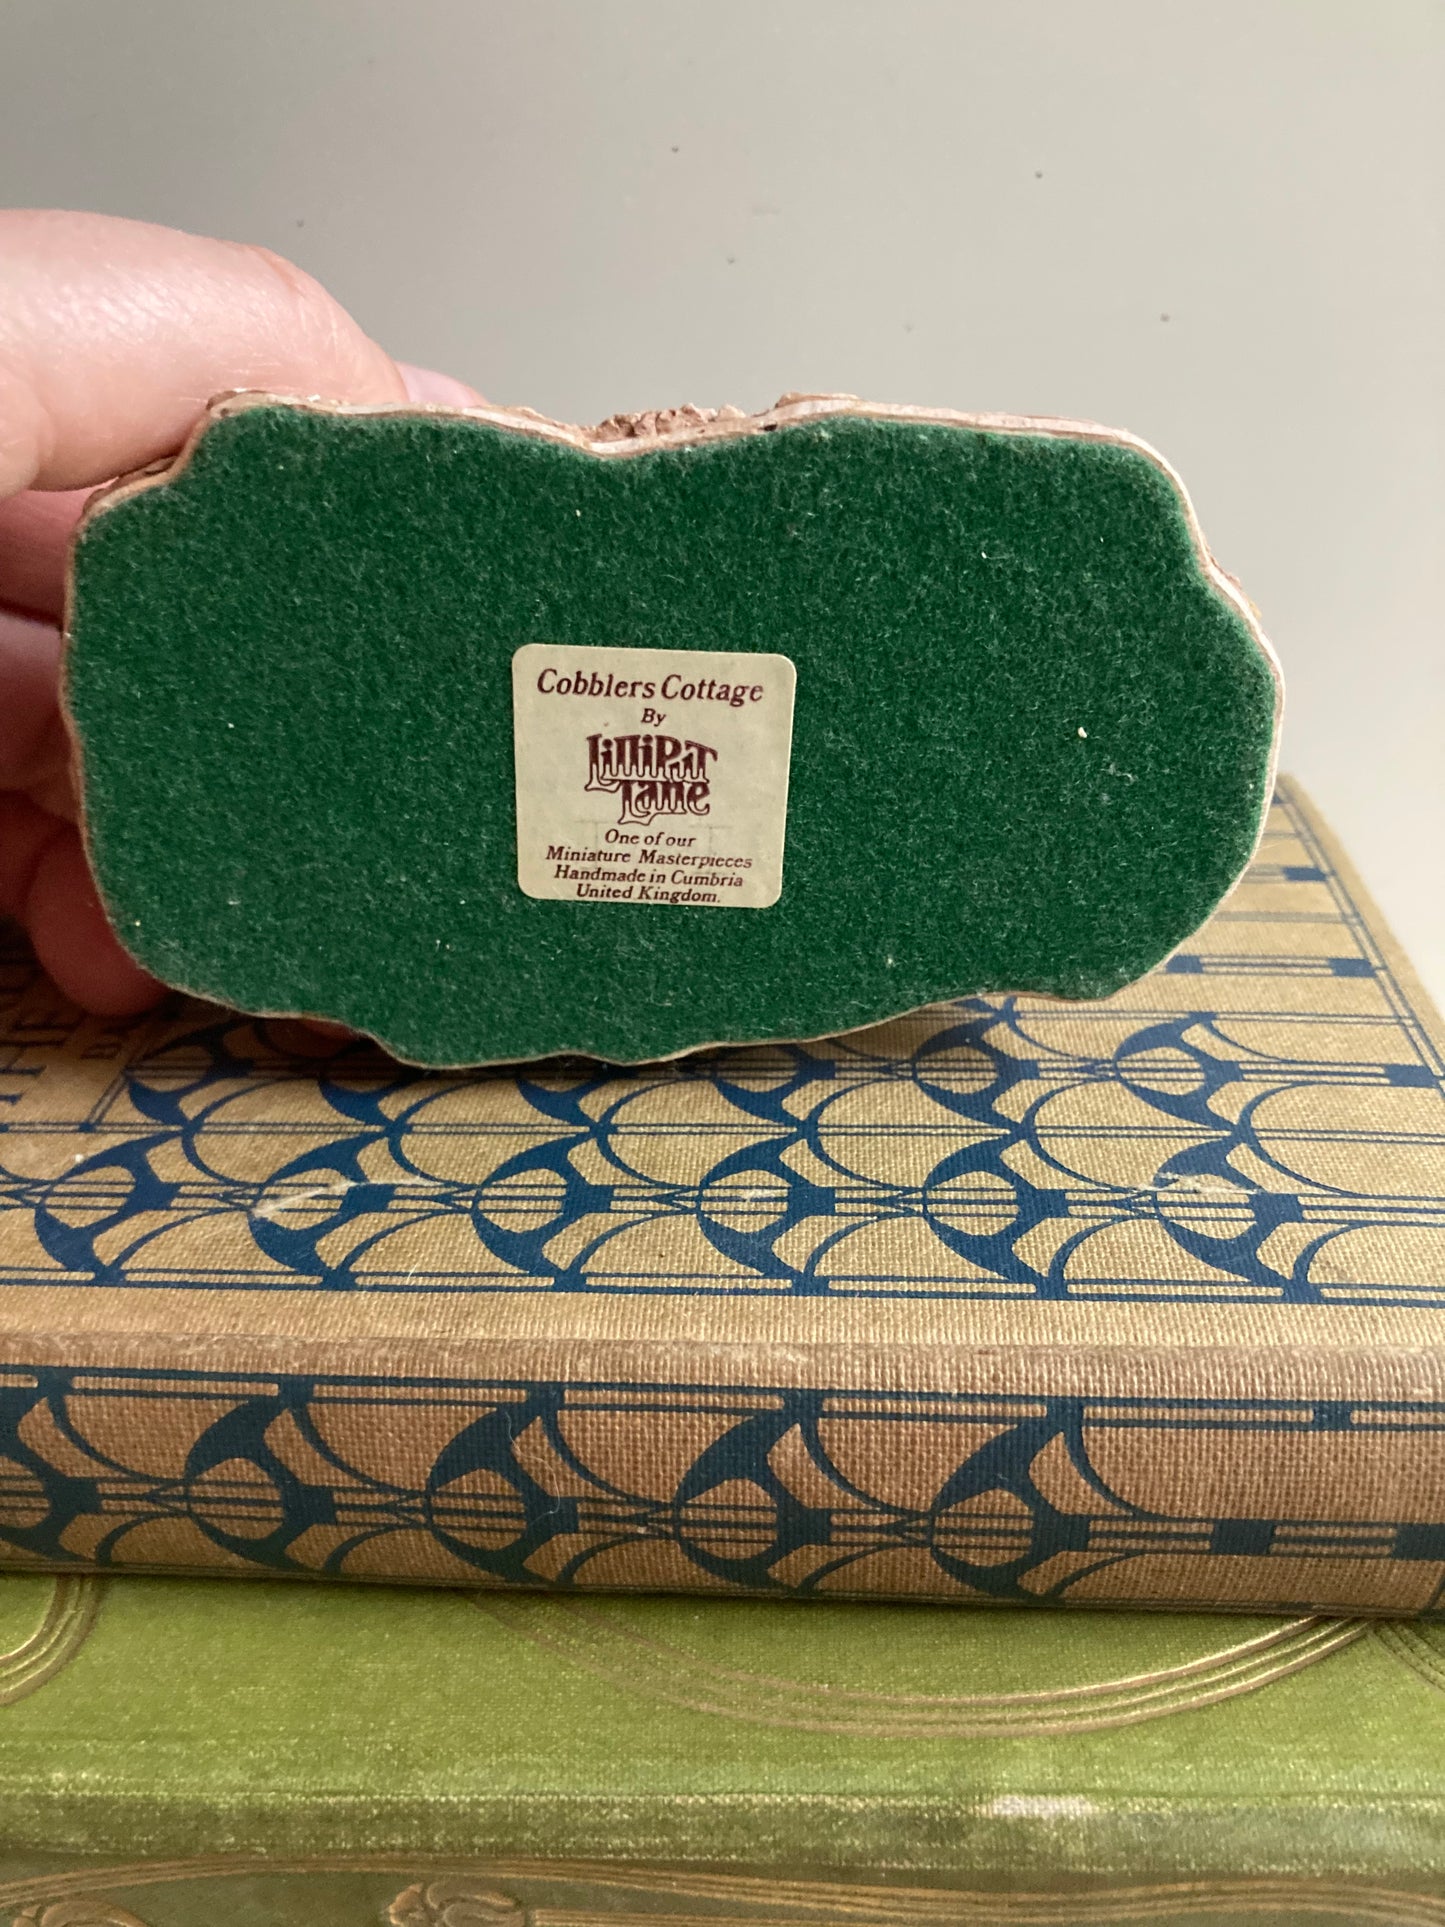 Cobblers Cottage
By
Lilliput
Lane
One of our
Miniature Masterpieces
Handmade in Cumbria
United Kingdom.